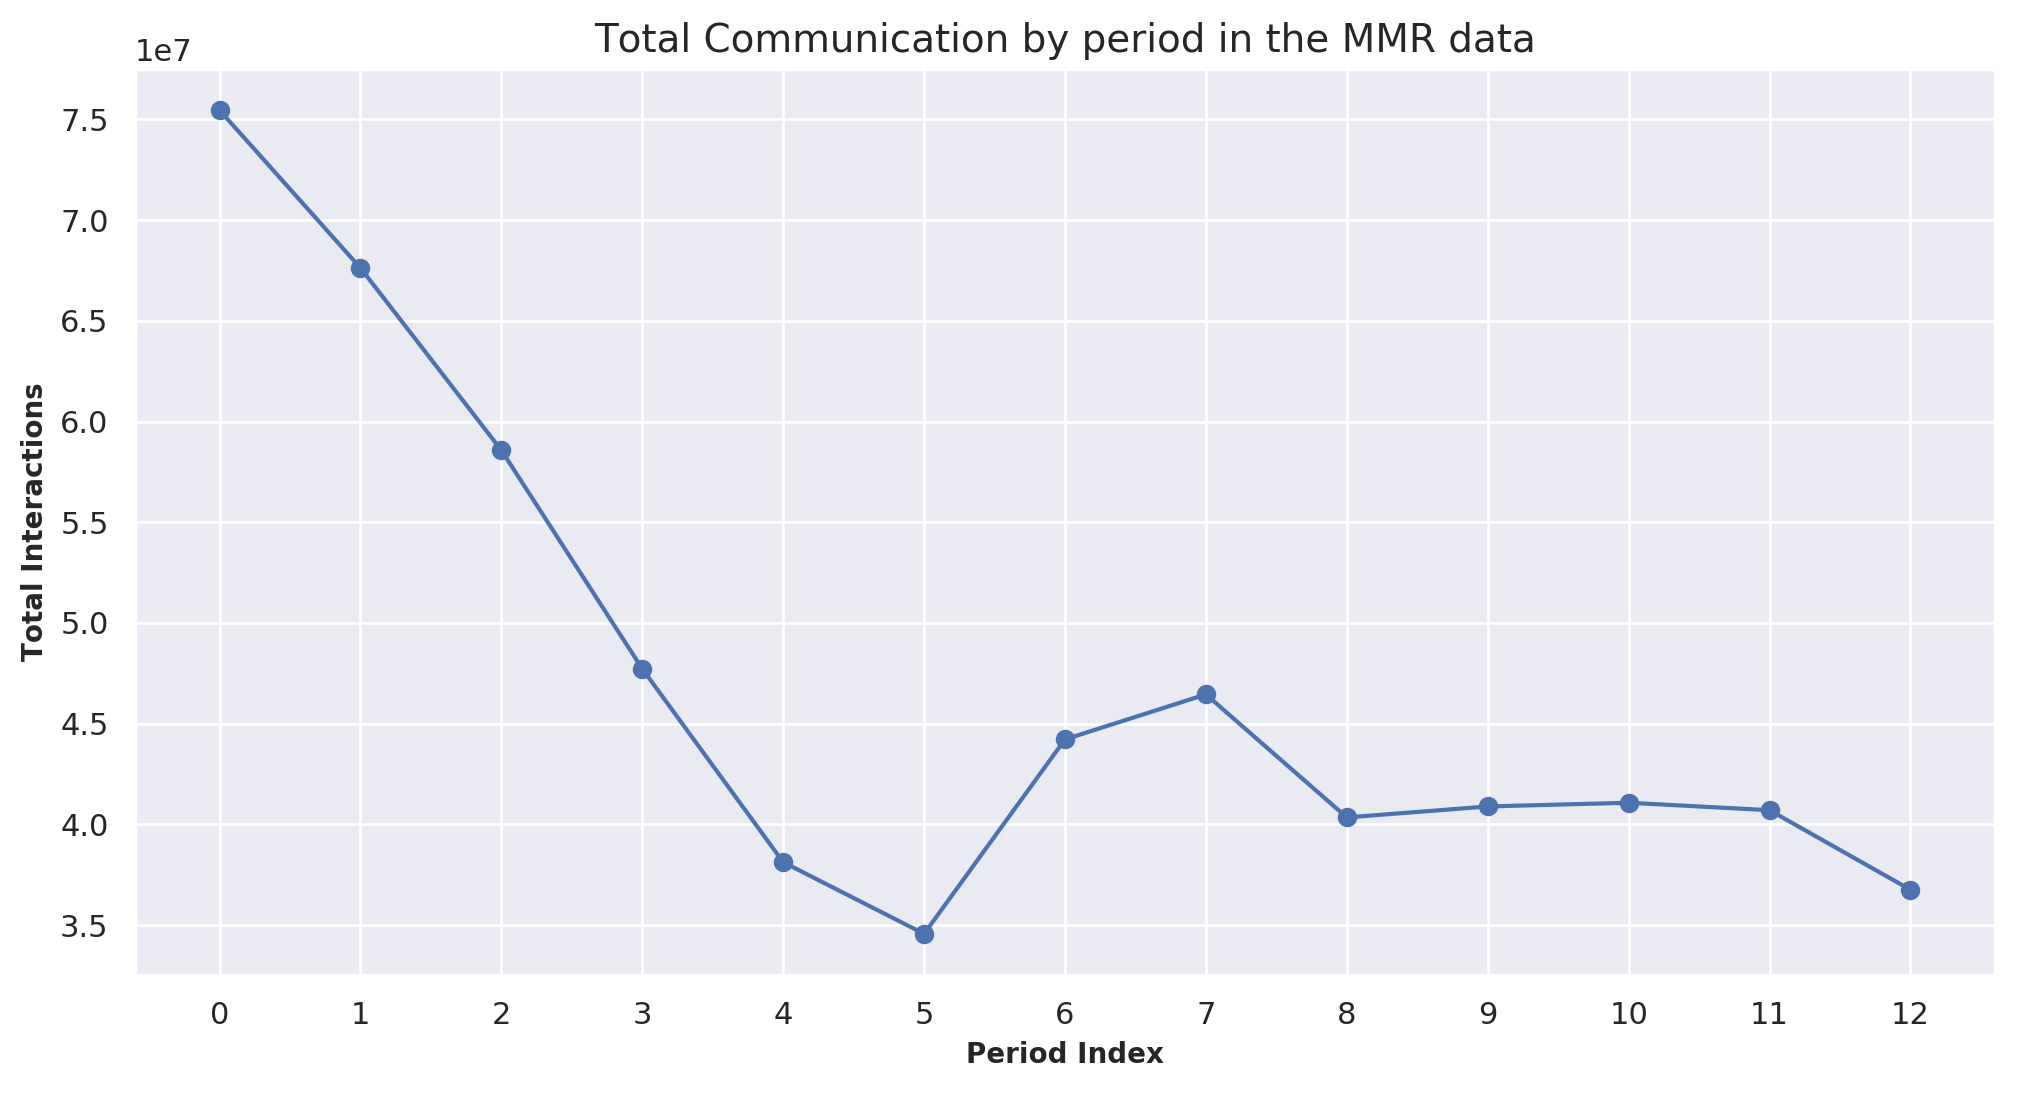 Total Communication by period in the MMR data
1e7
7.5
7.0
6.5
6.0
5.5
5.0
4.5
4.0
3.5
Total Interactions
0 1 2 3 4 5 6 7 8 9 10 11 12
Period Index